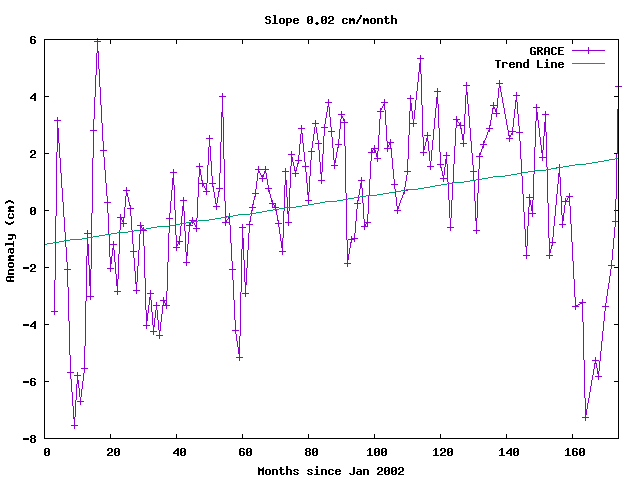 Slope 0.02 cm/month
GRACE
Trend Line
6
4
2
0
-2
-4
-6
-8
Anomaly (cm)
0 20 40 60 80 100 120 140 160
Months since Jan 2002